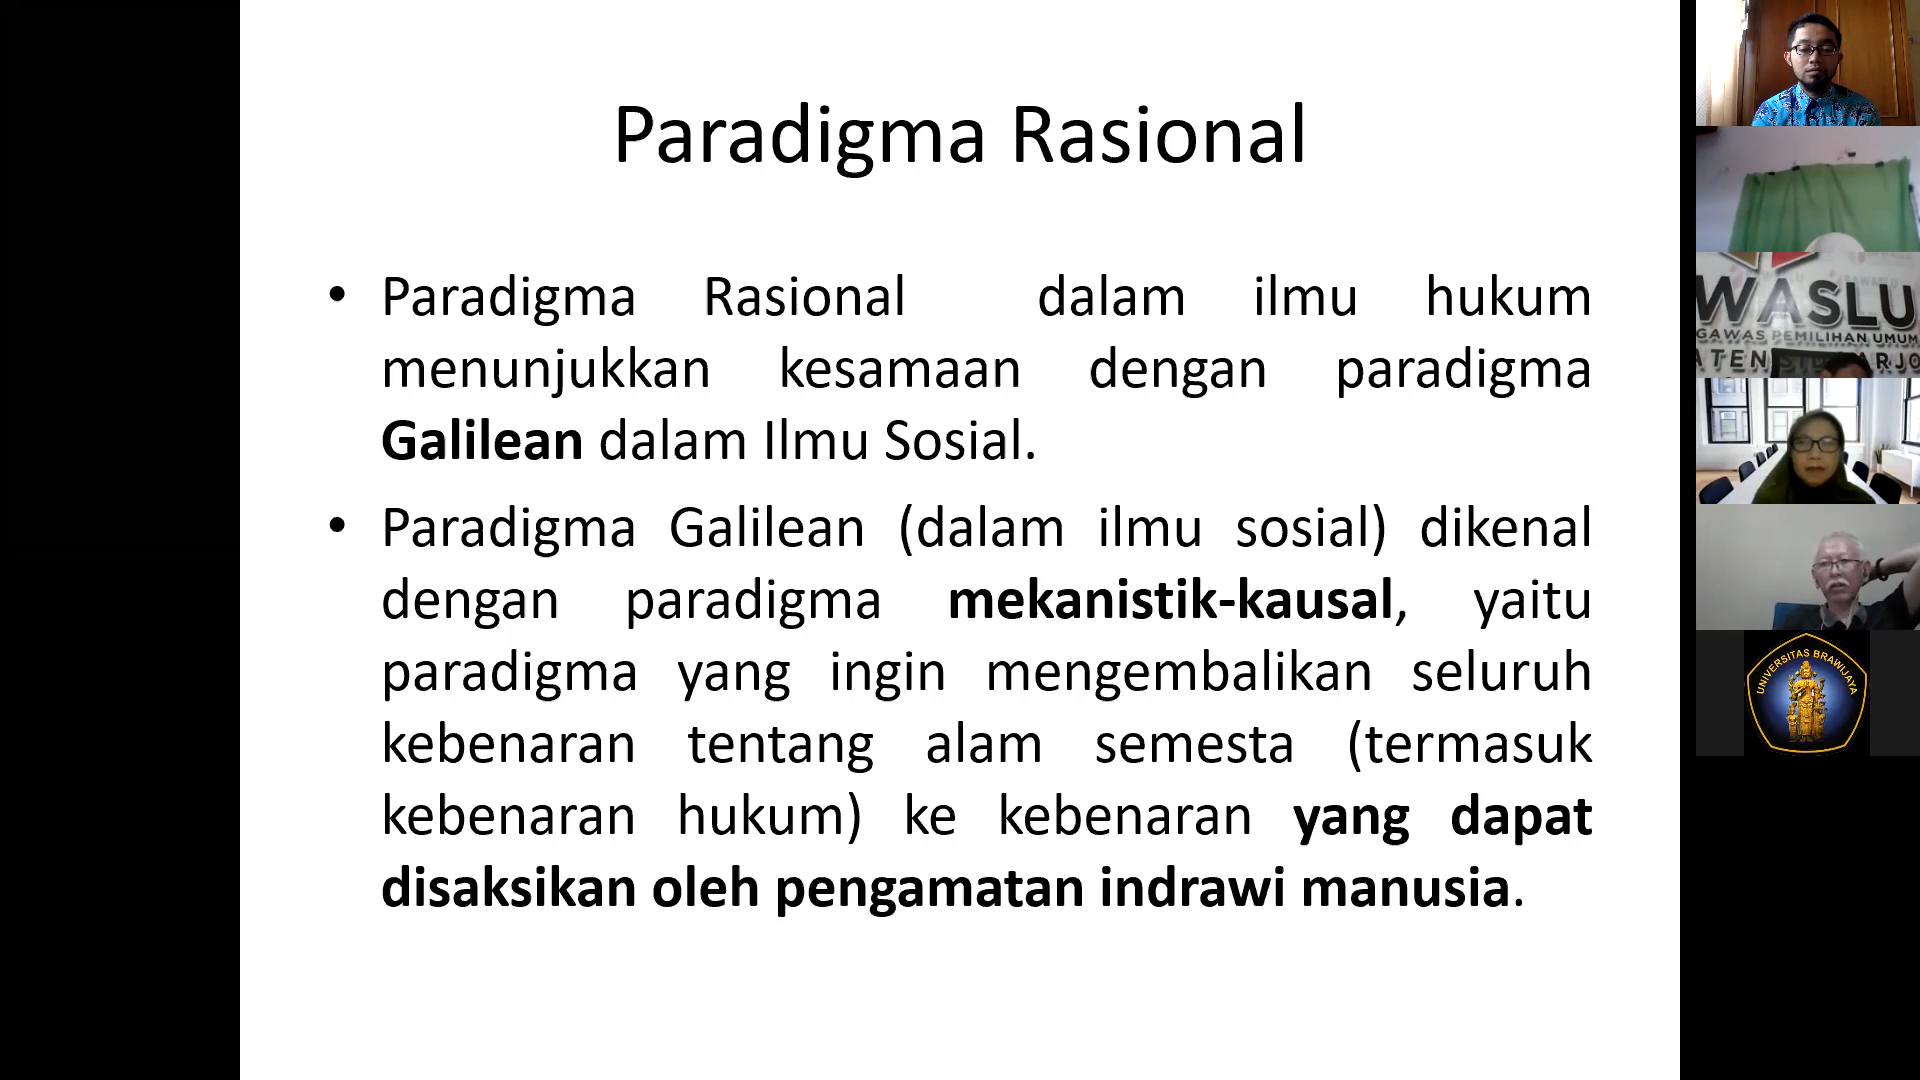 Paradigma Rasional
• Paradigma Rasional dalam ilmu hukum
menunjukkan kesamaan dengan paradigma
Galilean dalam Ilmu Sosial.
• Paradigma Galilean (dalam ilmu sosial) dikenal
dengan paradigma mekanistik-kausal, yaitu
paradigma yang ingin mengembalikan seluruh
kebenaran tentang alam semesta (termasuk
kebenaran hukum) ke kebenaran yang dapat
disaksikan oleh pengamatan indrawi manusia.
WASLU
GAWAS PEMILIHAN UMUM
UNIVERSITAS BRAWIJAYA